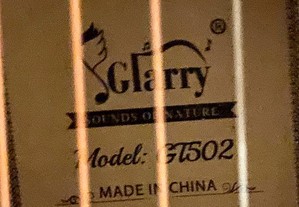 Glarry®
SOUNDS OF NATURE
Model: GT502
MADE IN CHINA